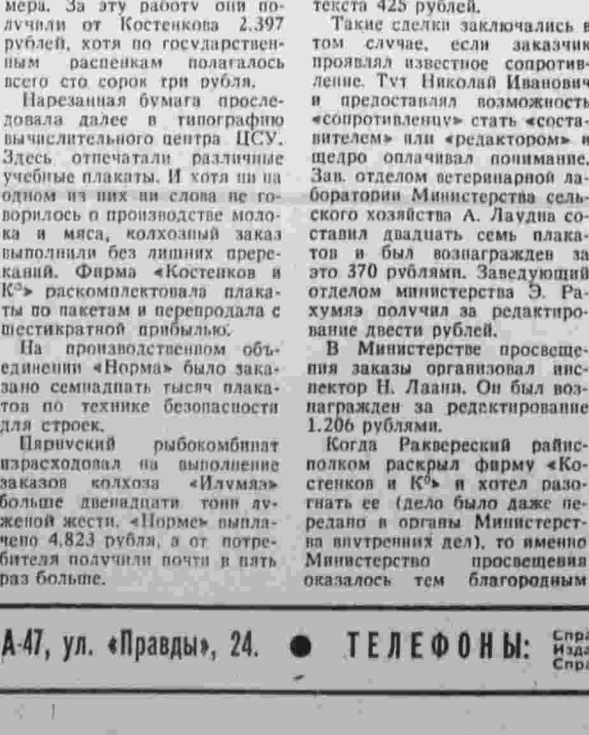 мера. За эту работу они по-
лучили от Костенкова 2.397
рублей, хотя по государствен-
ным расценкам полагалось
всего сто сорок три рубля.
Нарезанная бумага просле-
довала далее в типографию
вычислительного центра ЦСУ.
Здесь отпечатали различные
учебные плакаты. И хотя ни на
одном из них ни слова не го-
ворилось о производстве моло-
ка и мяса, колхозный заказ
выполнили без лишних прере-
каний. Фирма «Костенков и
К°» раскомплектовала плака-
ты по пакетам и перепродала с
шестикратной прибылью.
На производственном объ-
единении «Норма» было зака-
зано семнадцать тысяч плака-
тов по технике безопасности
для строек.
Пярнуский рыбокомбинат
израсходовал на выполнение
заказов колхоза «Илумяэ»
больше двенадцати тонн лу-
женой жести. «Норме» выпла-
чено 4.823 рубля, а от потре-
бителя получили почти в пять
раз больше.
текста 425 рублей.
Такие сделки заключались в
том случае, если заказчик
проявлял известное сопротив-
ление. Тут Николай Иванович
и предоставлял возможность
«сопротивленцу» стать «соста-
вителем» или «редактором» и
щедро оплачивал понимание.
Зав. отделом ветеринарной ла-
боратории Министерства сель-
ского хозяйства А. Лаудна со-
ставил двадцать семь плака-
тов и был вознагражден за
это 370 рублями. Заведующий
отделом министерства Э. Ра-
хумяэ получил за редактиро-
вание двести рублей.
В Министерстве просвеще-
ния заказы организовал инс-
пектор Н. Лаани. Он был воз-
награжден за редактирование
1.206 рублями.
Когда Раквереский райис-
полком раскрыл фирму «Ко-
стенков и К°» и хотел разо-
гнать ее (дело было даже пе-
редано в органы Министерст-
ва внутренних дел), то именно
Министерство просвещения
оказалось тем благородным
А-47, ул. «Правды», 24. ● ТЕЛЕФОНЫ:
Спра
Изда
Спра